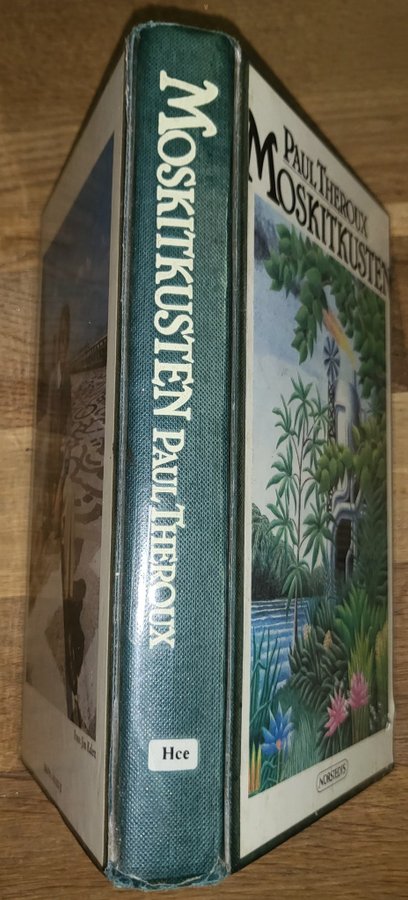 MOSKITKUSTEN PAUL THEROUX
Hce
PAUL THEROUX
MOSKITKUSTEN
NORSTEDTS